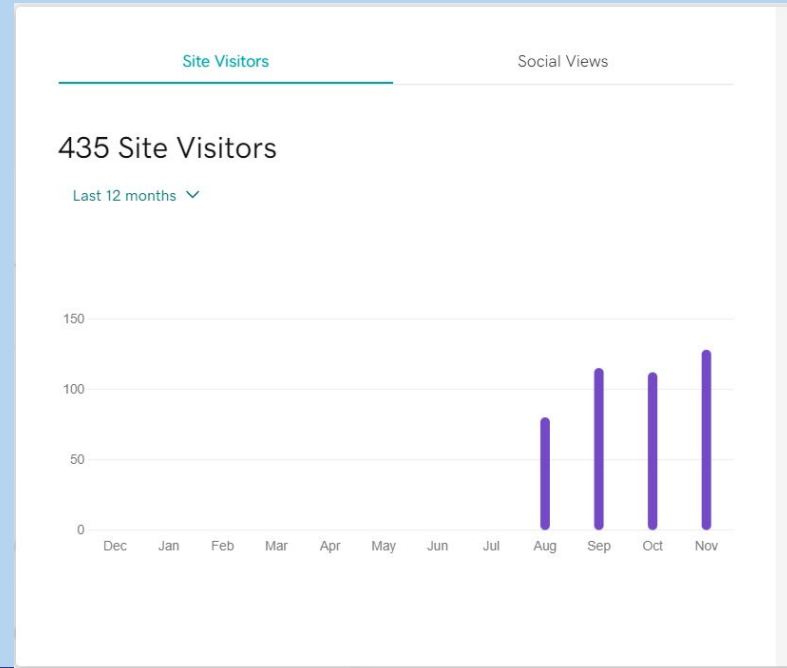 Site Visitors Social Views
435 Site Visitors
Last 12 months
150
100
50
0
Dec Jan Feb Mar Apr May Jun Jul Aug Sep Oct Nov